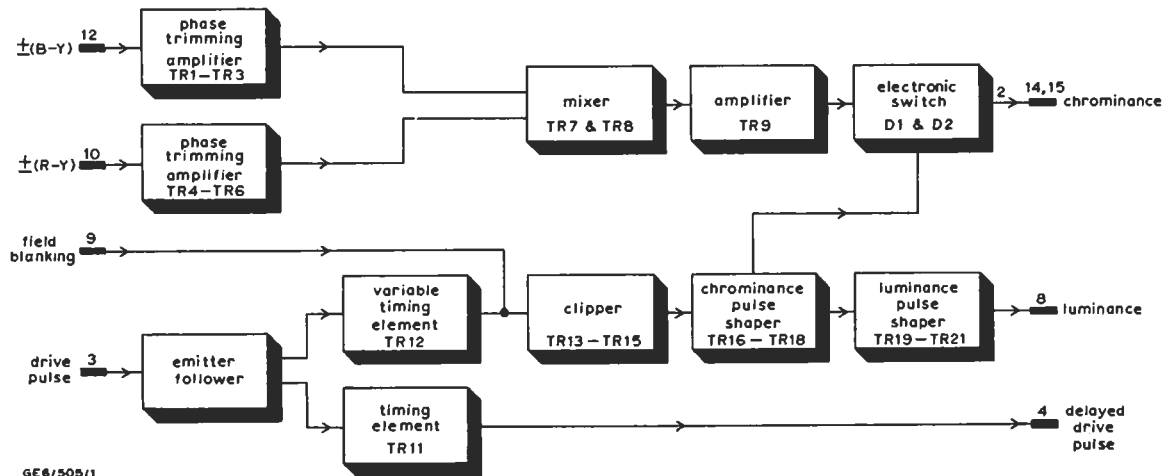 12
±(B-Y)
phase
trimming
amplifier
TR1-TR3
10
±(R-Y)
phase
trimming
amplifier
TR4-TR6
mixer
TR7 & TR8
amplifier
TR9
electronic
switch
D1 & D2
2
14,15
chrominance
field
blanking
9
variable
timing
element
TR12
clipper
TR13-TR15
chrominance
pulse
shaper
TR16-TR18
luminance
pulse
shaper
TR19-TR21
8
luminance
drive
pulse
3
emitter
follower
timing
element
TR11
4
delayed
drive
pulse
GE6/505/1